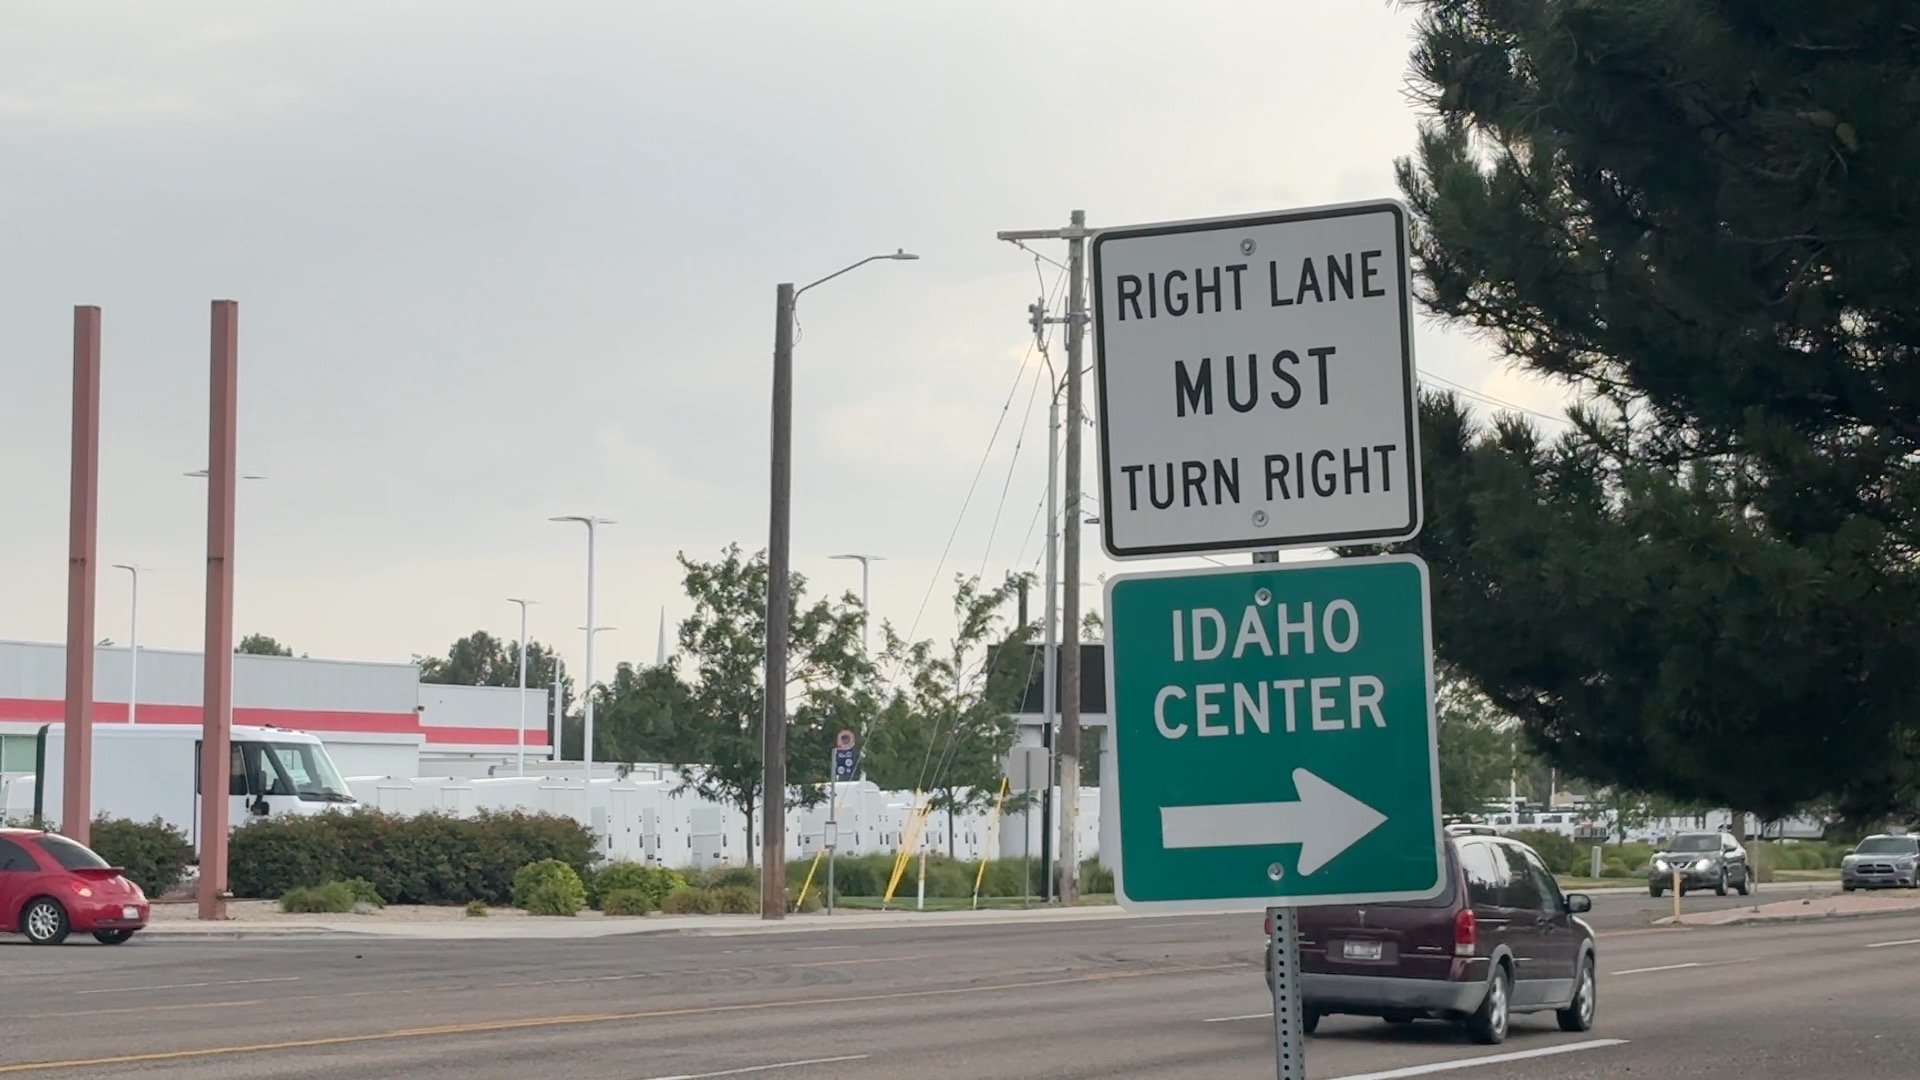 RIGHT LANE
MUST
TURN RIGHT
IDAHO
CENTER